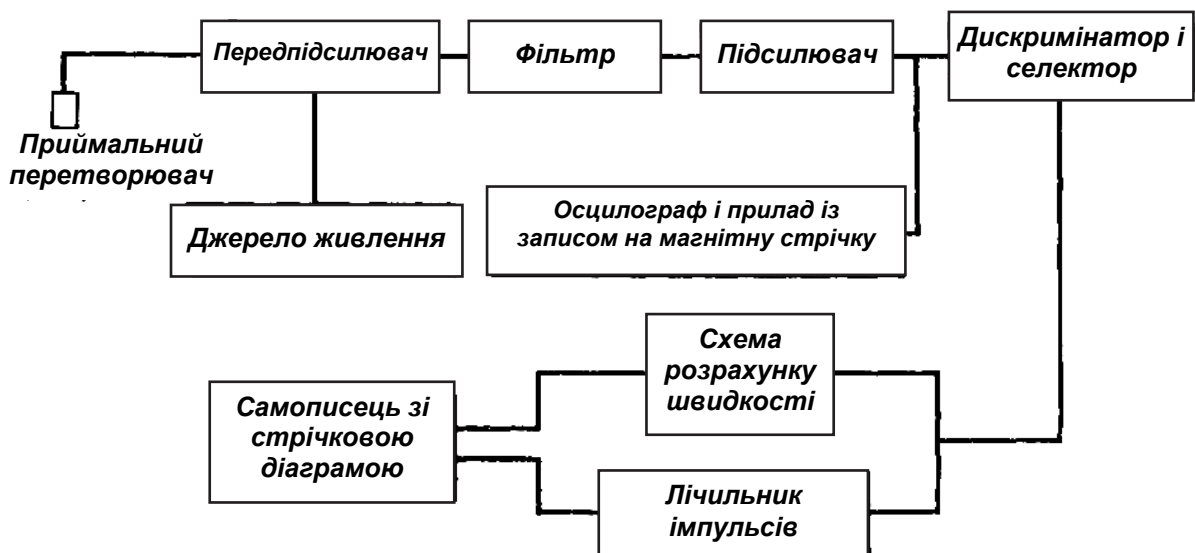 Передпідсилювач
Фільтр
Підсилювач
Дискримінатор і
селектор
Приймальний
перетворювач
Джерело живлення
Осцилограф і прилад із
записом на магнітну стрічку
Схема
розрахунку
швидкості
Самописець зі
стрічковою
діаграмою
Лічильник
імпульсів